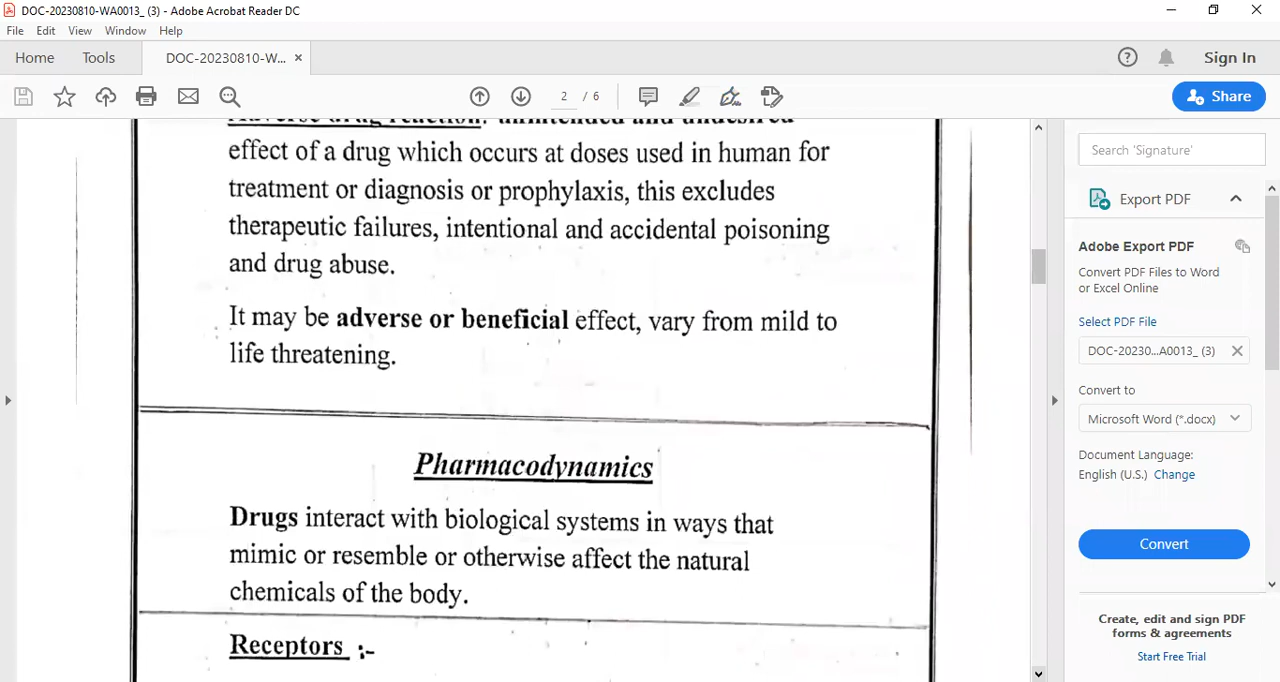 DOC-20230810-WA0013_ (3) - Adobe Acrobat Reader DC
File Edit View Window Help
Home Tools DOC-20230810-W... × Sign In
2 / 6 Share
Adverse drug reaction: unintended and undesired
effect of a drug which occurs at doses used in human for
treatment or diagnosis or prophylaxis, this excludes
therapeutic failures, intentional and accidental poisoning
and drug abuse.
It may be adverse or beneficial effect, vary from mild to
life threatening.
Pharmacodynamics
Drugs interact with biological systems in ways that
mimic or resemble or otherwise affect the natural
chemicals of the body.
Receptors :-
Search 'Signature'
Export PDF
Adobe Export PDF
Convert PDF Files to Word
or Excel Online
Select PDF File
DOC-20230...A0013_ (3)
Convert to
Microsoft Word (*.docx)
Document Language:
English (U.S.) Change
Convert
Create, edit and sign PDF
forms & agreements
Start Free Trial